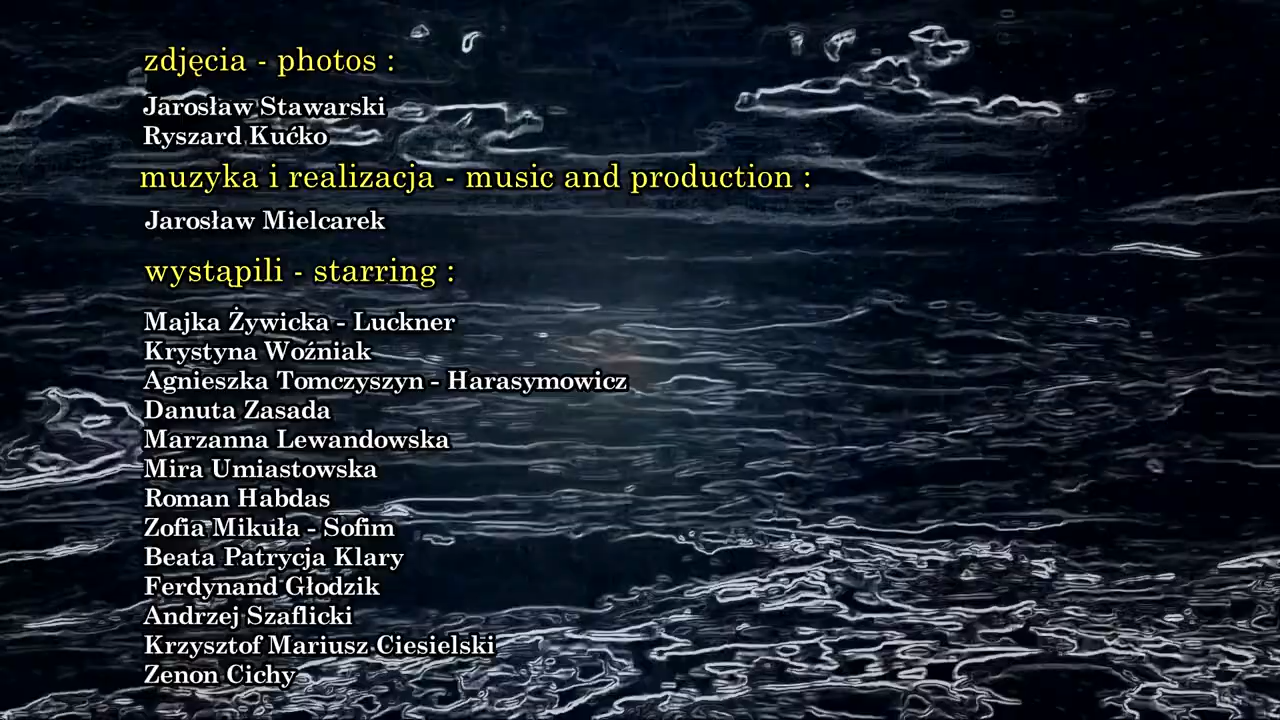 zdjęcia - photos :
Jarosław Stawarski
Ryszard Kućko
muzyka i realizacja - music and production :
Jarosław Mielcarek
wystąpili - starring :
Majka Żywicka - Luckner
Krystyna Woźniak
Agnieszka Tomczyszyn - Harasymowicz
Danuta Zasada
Marzanna Lewandowska
Mira Umiastowska
Roman Habdas
Zofia Mikuła - Sofim
Beata Patrycja Klary
Ferdynand Głodzik
Andrzej Szaflicki
Krzysztof Mariusz Ciesielski
Zenon Cichy